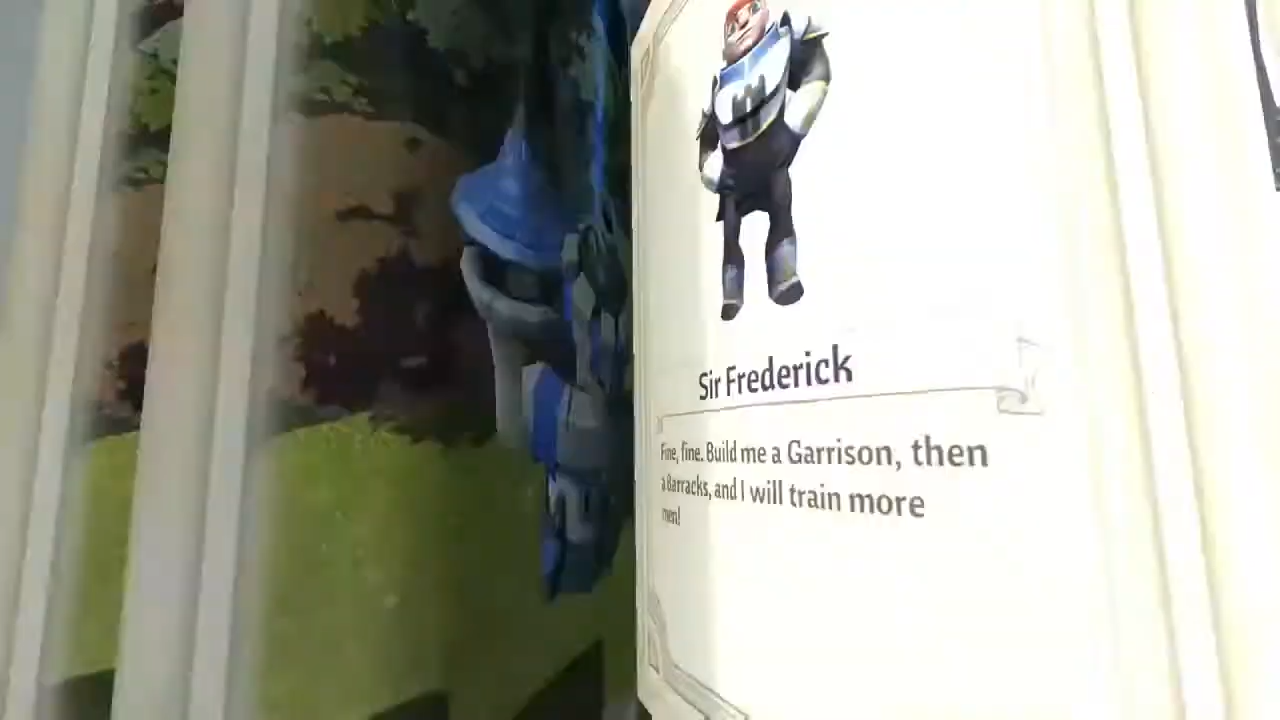 Sir Frederick
Fine, fine. Build me a Garrison, then
a Barracks, and I will train more
men!